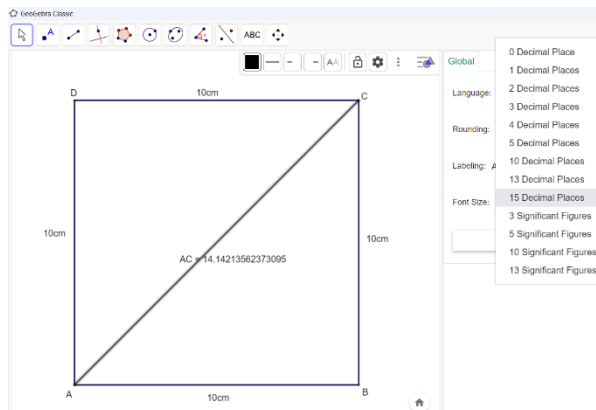 GeoGebra Classic
ABC
AA
Global
Language:
Rounding:
Labeling: A
Font Size:
0 Decimal Place
1 Decimal Places
2 Decimal Places
3 Decimal Places
4 Decimal Places
5 Decimal Places
10 Decimal Places
13 Decimal Places
15 Decimal Places
3 Significant Figures
5 Significant Figures
10 Significant Figures
13 Significant Figures
D
10cm
C
10cm
10cm
AC = 14.14213562373095
A
10cm
B